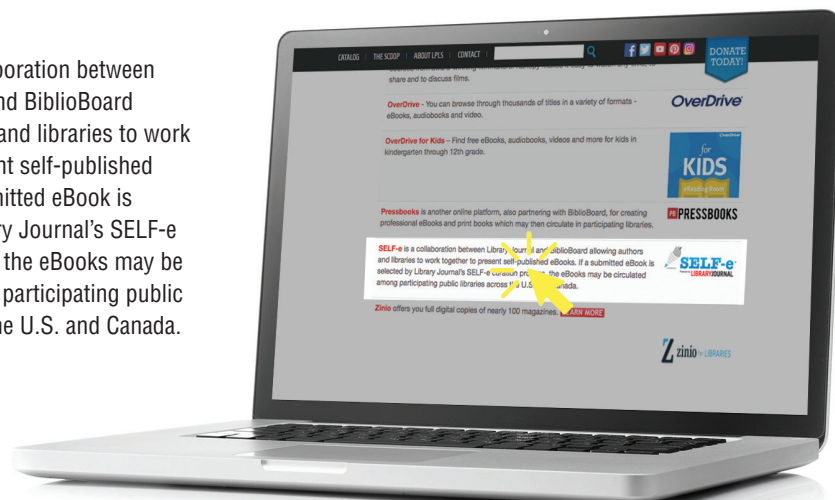 boration between
nd BiblioBoard
and libraries to work
nt self-published
mitted eBook is
ry Journal's SELF-e
the eBooks may be
participating public
he U.S. and Canada.
CATALOG | THE SCOOP | ABOUT LPLS | CONTACT |
DONATE
TODAY!
share and to discuss films.
OverDrive - You can browse through thousands of titles in a variety of formats -
eBooks, audiobooks and video.
OverDrive
OverDrive for Kids – Find free eBooks, audiobooks, videos and more for kids in
kindergarten through 12th grade.
OverDrive
for
KIDS
eReading Room
Pressbooks is another online platform, also partnering with BiblioBoard, for creating
professional eBooks and print books which may then circulate in participating libraries.
PB PRESSBOOKS
SELF-e is a collaboration between Library Journal and BiblioBoard allowing authors
and libraries to work together to present self-published eBooks. If a submitted eBook is
selected by Library Journal's SELF-e curation the eBooks may be circulated
among participating public libraries across the U.S. Canada.
SELF-e
LIBRARYJOURNAL
Zinio offers you full digital copies of nearly 100 magazines. LEARN MORE
Z zinio for LIBRARIES